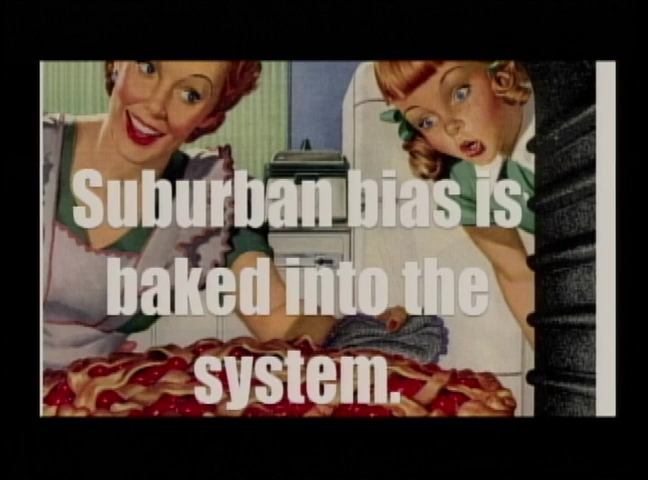 Suburban bias is
baked into the
system.